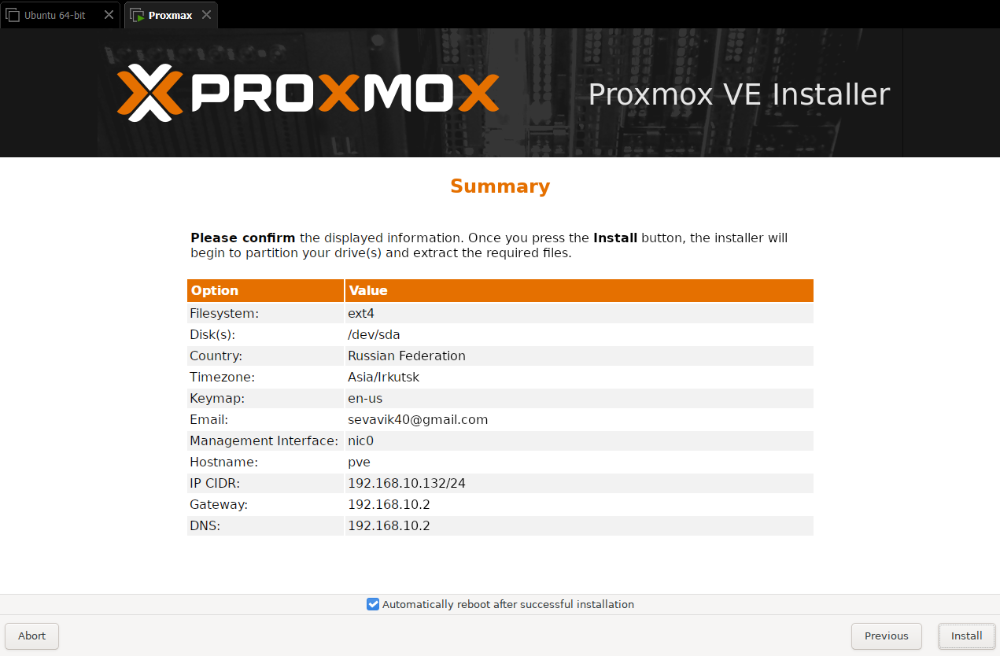 Ubuntu 64-bit
Proxmax
PROXMOX
Proxmox VE Installer
Summary
Please confirm the displayed information. Once you press the Install button, the installer will
begin to partition your drive(s) and extract the required files.
Option Value
Filesystem: ext4
Disk(s): /dev/sda
Country: Russian Federation
Timezone: Asia/Irkutsk
Keymap: en-us
Email: sevavik40@gmail.com
Management Interface: nic0
Hostname: pve
IP CIDR: 192.168.10.132/24
Gateway: 192.168.10.2
DNS: 192.168.10.2
Automatically reboot after successful installation
Abort Previous Install